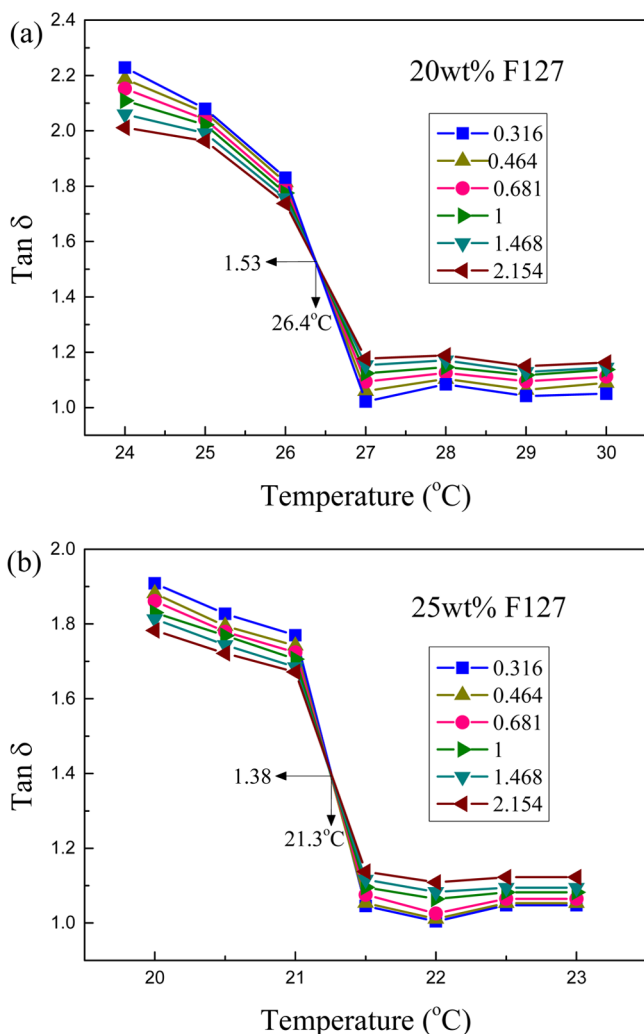 (a)
20wt% F127
0.316
0.464
0.681
1
1.468
2.154
Tan δ
2.4
2.2
2.0
1.8
1.6
1.4
1.2
1.0
1.53
26.4°C
24 25 26 27 28 29 30
Temperature (°C)
(b)
25wt% F127
0.316
0.464
0.681
1
1.468
2.154
Tan δ
2.0
1.8
1.6
1.4
1.2
1.0
1.38
21.3°C
20 21 22 23
Temperature (°C)